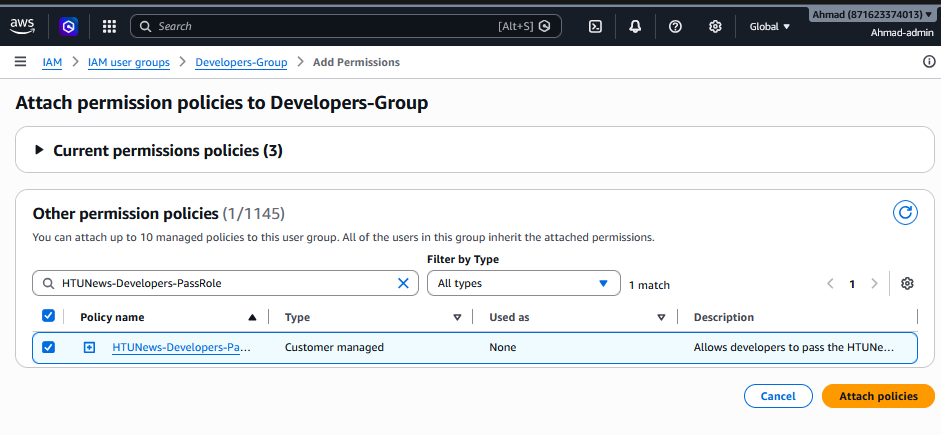 aws
Search [Alt+S] Global Ahmad (871623374013)
Ahmad-admin
IAM > IAM user groups > Developers-Group > Add Permissions
Attach permission policies to Developers-Group
Current permissions policies (3)
Other permission policies (1/1145)
You can attach up to 10 managed policies to this user group. All of the users in this group inherit the attached permissions.
Filter by Type
HTUNews-Developers-PassRole All types 1 match 1
Policy name Type Used as Description
HTUNews-Developers-Pa... Customer managed None Allows developers to pass the HTUNe...
Cancel Attach policies